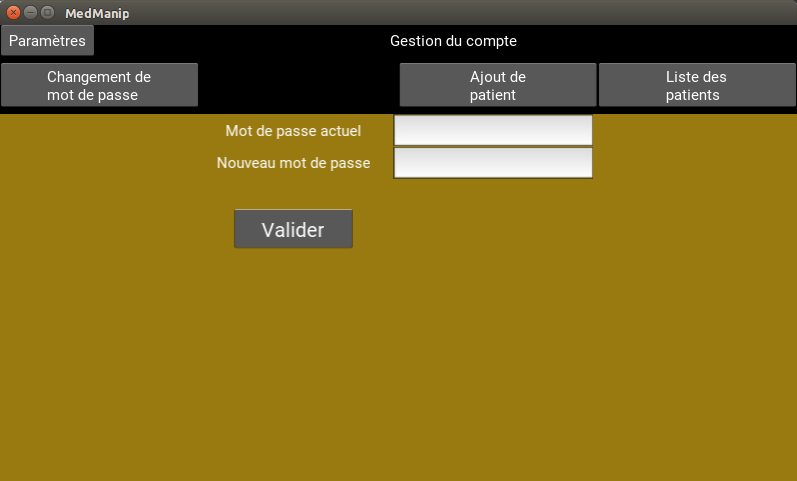 MedManip
Paramètres
Gestion du compte
Changement de
mot de passe
Ajout de
patient
Liste des
patients
Mot de passe actuel
Nouveau mot de passe
Valider